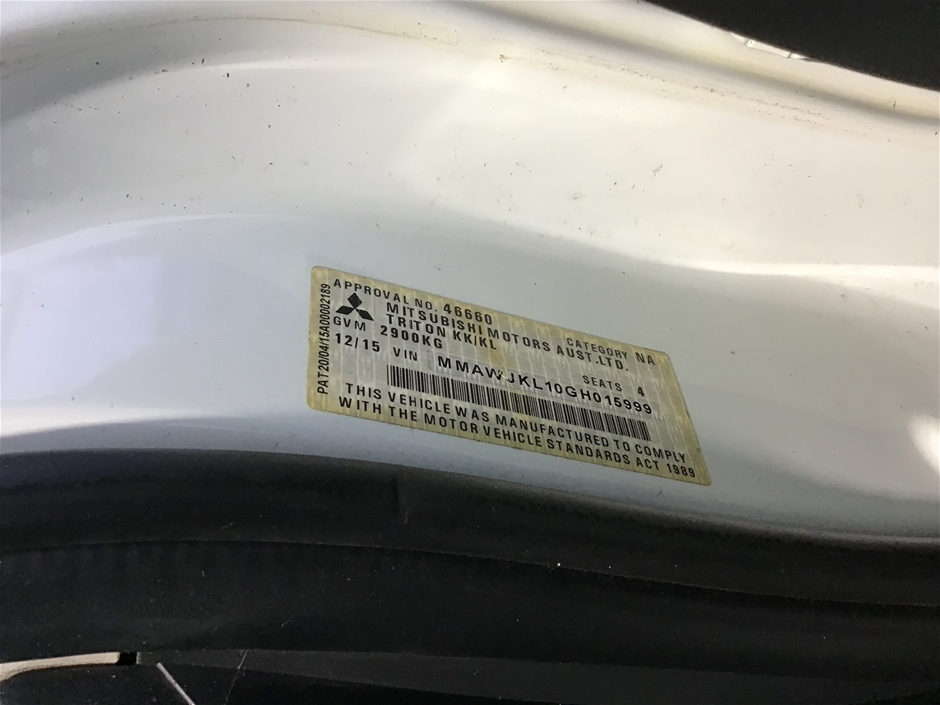 APPROVAL NO. 46660 CATEGORY NA
MITSUBISHI MOTORS AUST.LTD.
TRITON KK/KL
GVM 2900KG SEATS 4
12/15 VIN MMAWJKL10GH015999
THIS VEHICLE WAS MANUFACTURED TO COMPLY
WITH THE MOTOR VEHICLE STANDARDS ACT 1989
PAT20/04/15A00002189